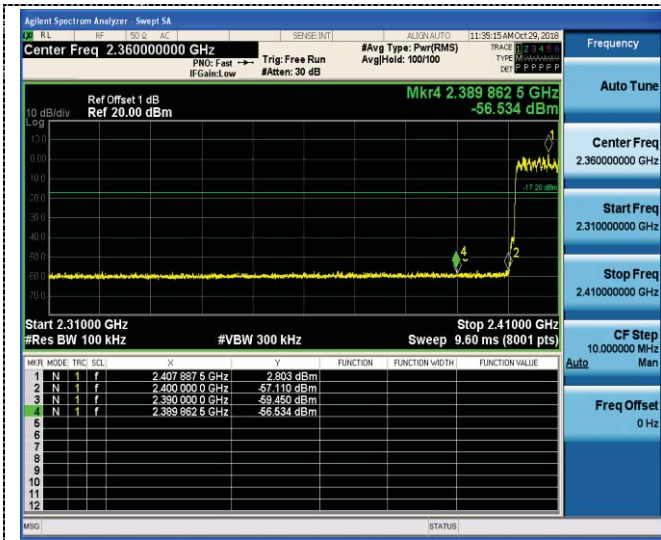 Agilent Spectrum Analyzer - Swept SA
RL RF 50 Ω AC SENSE:INT ALIGN AUTO 11:35:15 AM Oct 29, 2018
Center Freq 2.360000000 GHz
PNO: Fast
IFGain:Low
Trig: Free Run
#Atten: 30 dB
#Avg Type: Pwr(RMS)
Avg|Hold: 100/100
TRACE 1 2 3 4 5 6
TYPE
DET P P P P P P
Mkr4 2.389 862 5 GHz
-56.534 dBm
Ref Offset 1 dB
10 dB/div Ref 20.00 dBm
Log
10.0
0.00
-10.0
-20.0
-30.0
-40.0
-50.0
-60.0
-70.0
1
-17.20 dBm
4
2
Start 2.31000 GHz Stop 2.41000 GHz
#Res BW 100 kHz #VBW 300 kHz Sweep 9.60 ms (8001 pts)
MKR MODE TRC SCL X Y FUNCTION FUNCTION WIDTH FUNCTION VALUE
1 N 1 f 2.407 887 5 GHz 2.803 dBm
2 N 1 f 2.400 000 0 GHz -57.110 dBm
3 N 1 f 2.390 000 0 GHz -59.450 dBm
4 N 1 f 2.389 862 5 GHz -56.534 dBm
5
6
7
8
9
10
11
12
MSG STATUS
Frequency
Auto Tune
Center Freq
2.360000000 GHz
Start Freq
2.310000000 GHz
Stop Freq
2.410000000 GHz
CF Step
10.000000 MHz
Auto Man
Freq Offset
0 Hz